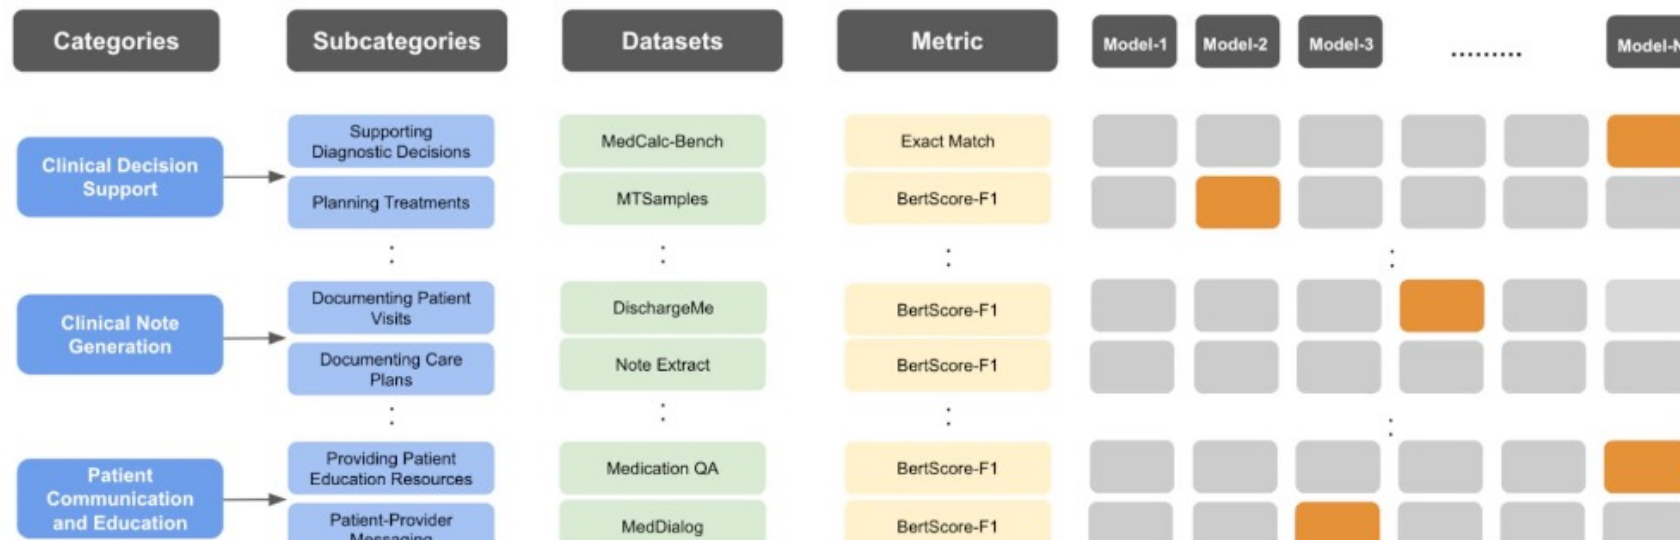 Categories
Subcategories
Datasets
Metric
Model-1
Model-2
Model-3
.........
Model-N
Clinical Decision
Support
Supporting
Diagnostic Decisions
MedCalc-Bench
Exact Match
Planning Treatments
MTSamples
BertScore-F1
Clinical Note
Generation
Documenting Patient
Visits
DischargeMe
BertScore-F1
Documenting Care
Plans
Note Extract
BertScore-F1
Patient
Communication
and Education
Providing Patient
Education Resources
Medication QA
BertScore-F1
Patient-Provider
Messaging
MedDialog
BertScore-F1